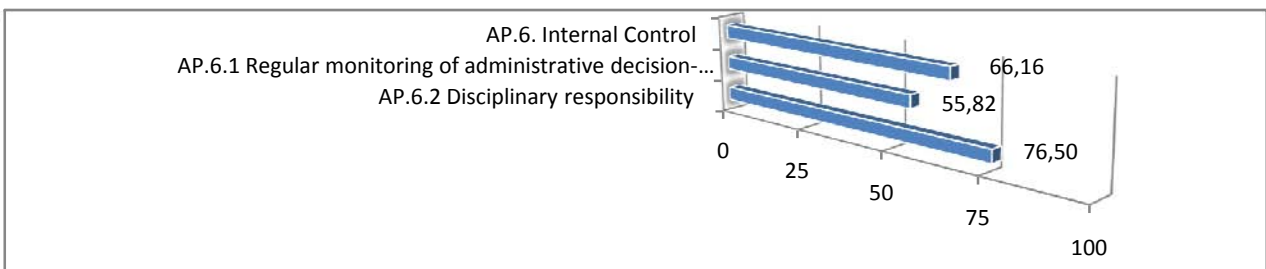 AP.6. Internal Control
66,16
AP.6.1 Regular monitoring of administrative decision-...
55,82
AP.6.2 Disciplinary responsibility
76,50
0
25
50
75
100